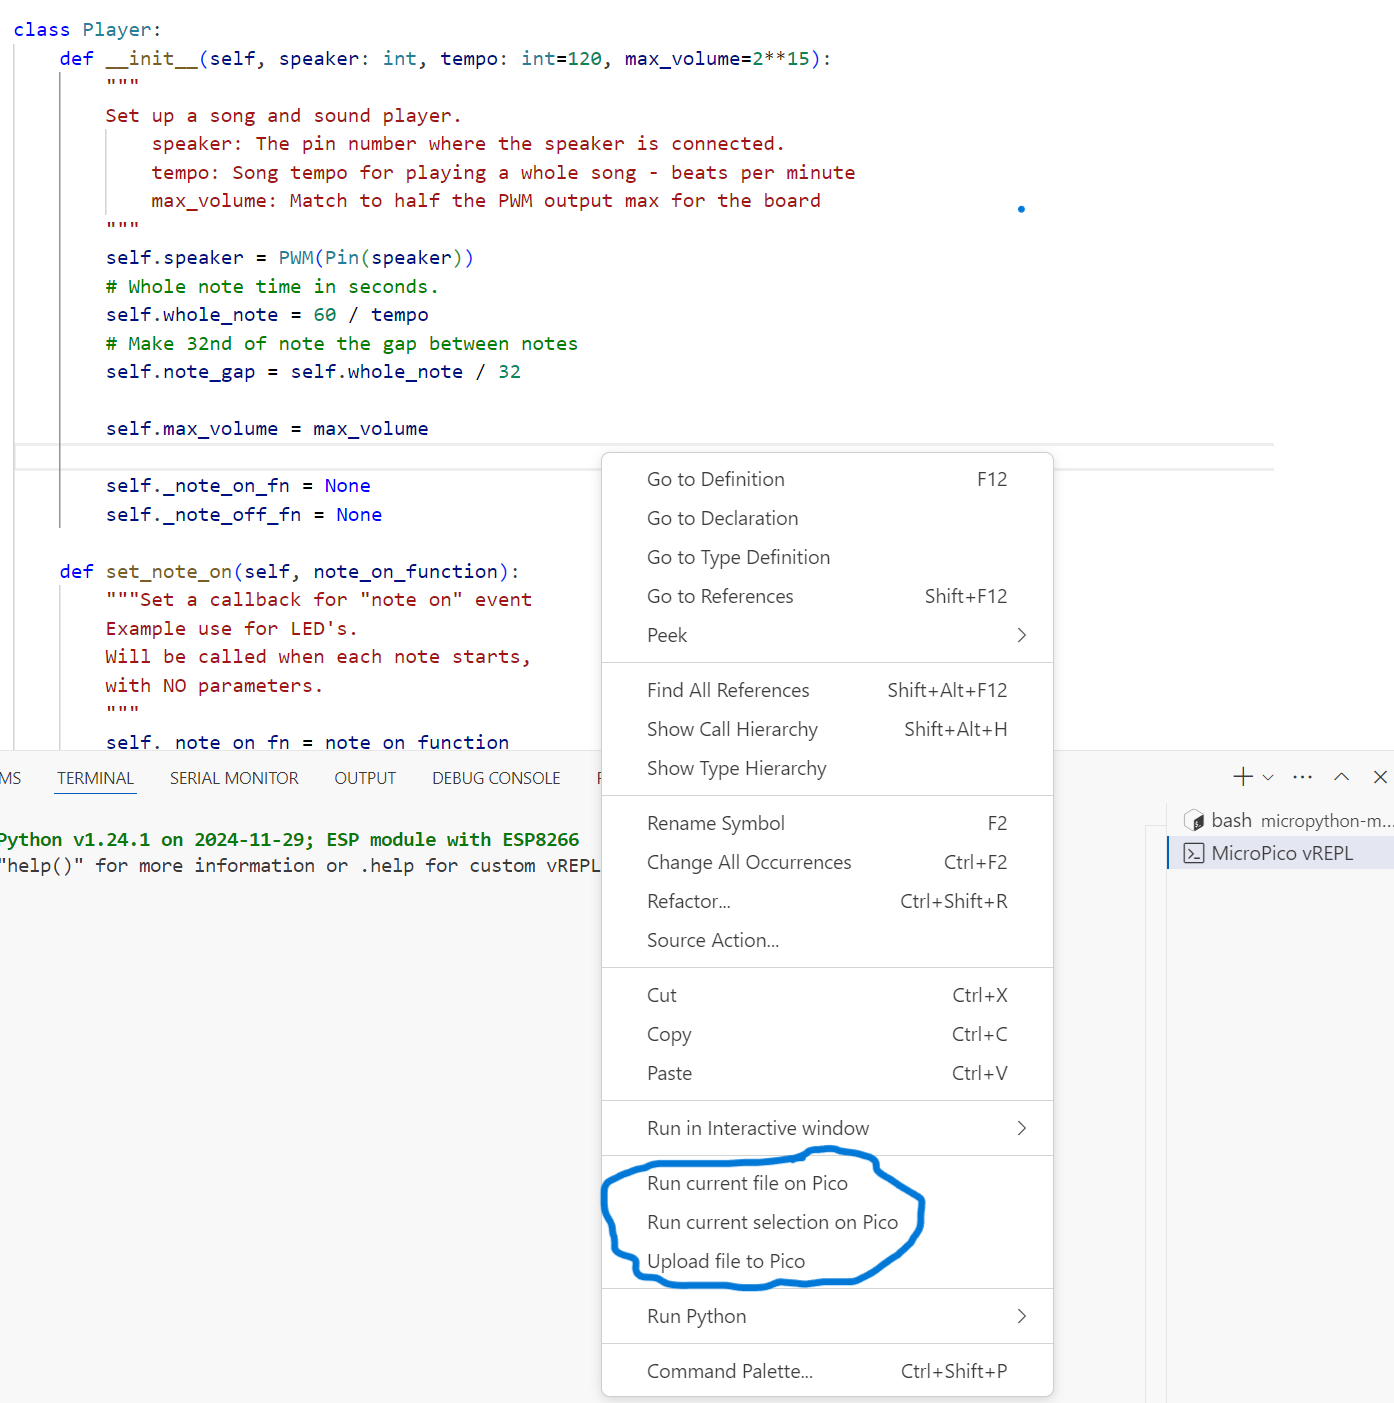 class Player:
def __init__(self, speaker: int, tempo: int=120, max_volume=2**15):
"""
Set up a song and sound player.
speaker: The pin number where the speaker is connected.
tempo: Song tempo for playing a whole song - beats per minute
max_volume: Match to half the PWM output max for the board
"""
self.speaker = PWM(Pin(speaker))
# Whole note time in seconds.
self.whole_note = 60 / tempo
# Make 32nd of note the gap between notes
self.note_gap = self.whole_note / 32
self.max_volume = max_volume
self._note_on_fn = None
self._note_off_fn = None
def set_note_on(self, note_on_function):
"""Set a callback for "note on" event
Example use for LED's.
Will be called when each note starts,
with NO parameters.
"""
self._note_on_fn = note_on_function
Go to Definition F12
Go to Declaration
Go to Type Definition
Go to References Shift+F12
Peek
Find All References Shift+Alt+F12
Show Call Hierarchy Shift+Alt+H
Show Type Hierarchy
Rename Symbol F2
Change All Occurrences Ctrl+F2
Refactor... Ctrl+Shift+R
Source Action...
Cut Ctrl+X
Copy Ctrl+C
Paste Ctrl+V
Run in Interactive window
Run current file on Pico
Run current selection on Pico
Upload file to Pico
Run Python
Command Palette... Ctrl+Shift+P
MS TERMINAL SERIAL MONITOR OUTPUT DEBUG CONSOLE
Python v1.24.1 on 2024-11-29; ESP module with ESP8266
"help()" for more information or .help for custom vREPL
bash micropython-m...
MicroPico vREPL